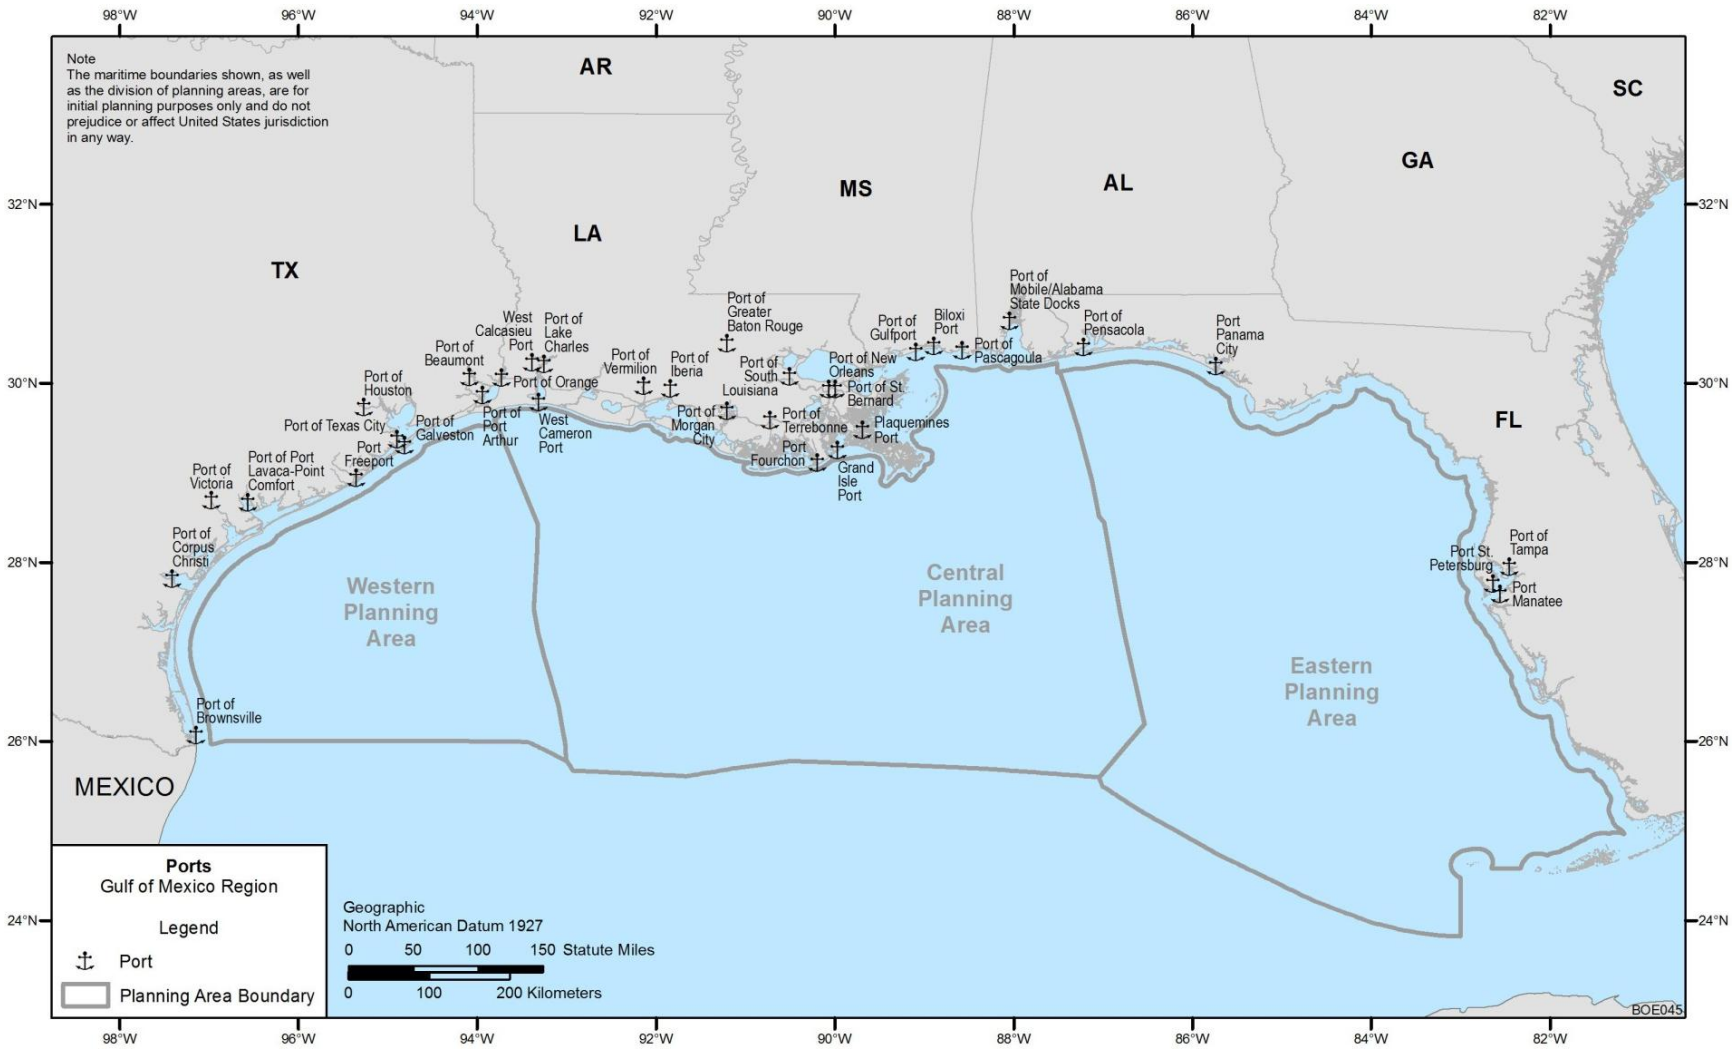 98°W
96°W
94°W
92°W
90°W
88°W
86°W
84°W
82°W
Note
The maritime boundaries shown, as well
as the division of planning areas, are for
initial planning purposes only and do not
prejudice or affect United States jurisdiction
in any way.
AR
SC
GA
AL
MS
LA
TX
FL
32°N
32°N
30°N
30°N
28°N
28°N
26°N
26°N
24°N
24°N
Port of
Mobile/Alabama
State Docks
Port of
Greater
Baton Rouge
West
Calcasieu
Port
Port of
Lake
Charles
Port of
Gulfport
Biloxi
Port
Port of
Pensacola
Port
Panama
City
Port of
Beaumont
Port of
Vermilion
Port of
Iberia
Port of
South
Louisiana
Port of New
Orleans
Port of
Pascagoula
Port of
Houston
Port of Orange
Port of St.
Bernard
Port of Texas City
Port of
Galveston
Port of
Port
Arthur
West
Cameron
Port
Port of
Morgan
City
Port of
Terrebonne
Plaquemines
Port
Port
Freeport
Port
Fourchon
Grand
Isle
Port
Port of
Victoria
Port of Port
Lavaca-Point
Comfort
Port of
Corpus
Christi
Port of
Tampa
Port St.
Petersburg
Port
Manatee
Western
Planning
Area
Central
Planning
Area
Eastern
Planning
Area
Port of
Brownsville
MEXICO
Ports
Gulf of Mexico Region
Legend
Port
Planning Area Boundary
Geographic
North American Datum 1927
0 50 100 150 Statute Miles
0 100 200 Kilometers
BOE045
98°W
96°W
94°W
92°W
90°W
88°W
86°W
84°W
82°W